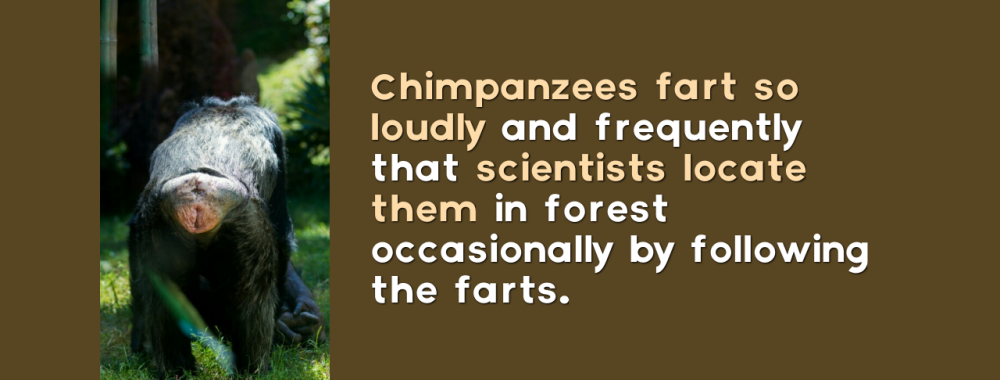 Chimpanzees fart so
loudly and frequently
that scientists locate
them in forest
occasionally by following
the farts.